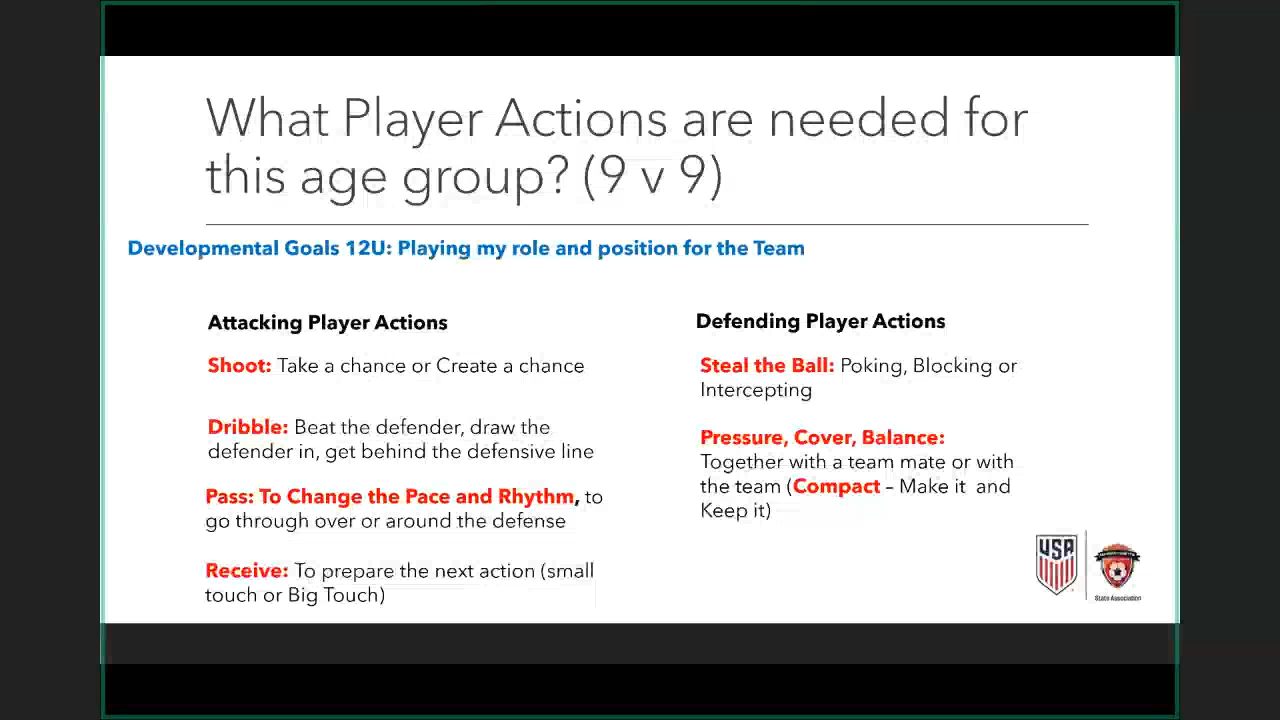 What Player Actions are needed for
this age group? (9 v 9)
Developmental Goals 12U: Playing my role and position for the Team
Attacking Player Actions
Shoot: Take a chance or Create a chance
Dribble: Beat the defender, draw the
defender in, get behind the defensive line
Pass: To Change the Pace and Rhythm, to
go through over or around the defense
Receive: To prepare the next action (small
touch or Big Touch)
Defending Player Actions
Steal the Ball: Poking, Blocking or
Intercepting
Pressure, Cover, Balance:
Together with a team mate or with
the team (Compact – Make it and
Keep it)
USA
State Association